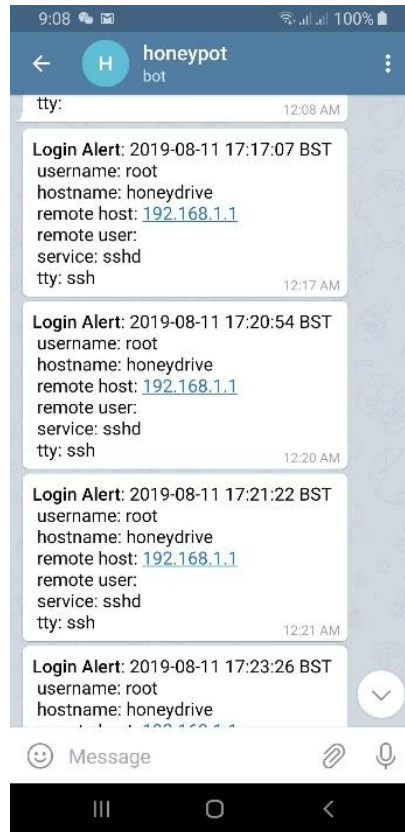 9:08 100%
H
honeypot
bot
tty:
12:08 AM
Login Alert: 2019-08-11 17:17:07 BST
username: root
hostname: honeydrive
remote host: 192.168.1.1
remote user:
service: sshd
tty: ssh
12:17 AM
Login Alert: 2019-08-11 17:20:54 BST
username: root
hostname: honeydrive
remote host: 192.168.1.1
remote user:
service: sshd
tty: ssh
12:20 AM
Login Alert: 2019-08-11 17:21:22 BST
username: root
hostname: honeydrive
remote host: 192.168.1.1
remote user:
service: sshd
tty: ssh
12:21 AM
Login Alert: 2019-08-11 17:23:26 BST
username: root
hostname: honeydrive
Message